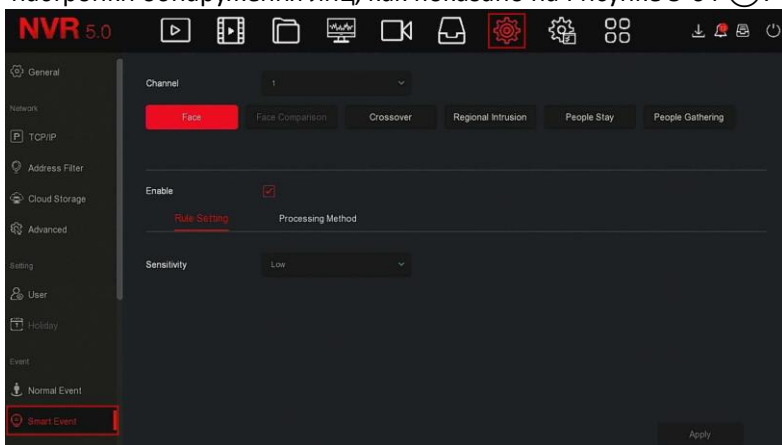 NVR 5.0
General
Network
TCP/IP
Address Filter
Cloud Storage
Advanced
Setting
User
Holiday
Event
Normal Event
Smart Event
Channel 1
Face Face Comparison Crossover Regional Intrusion People Stay People Gathering
Enable
Rule Setting Processing Method
Sensitivity Low
Apply